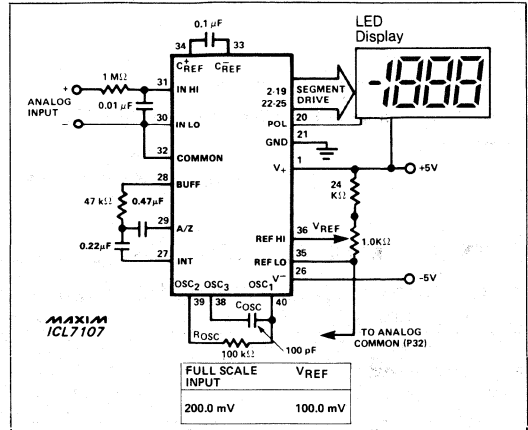 LED
Display
0.1 µF
34
33
C+REF
C-REF
1 MΩ
31
IN HI
+
ANALOG
INPUT
0.01 µF
-
30
IN LO
32
COMMON
28
BUFF
47 kΩ
0.47µF
29
A/Z
0.22µF
27
INT
2-19
22-25
SEGMENT
DRIVE
-1888
20
POL
21
GND
1
V+
+5V
24
KΩ
36
REF HI
VREF
1.0KΩ
35
REF LO
26
V-
-5V
OSC2
OSC3
OSC1
39
38
40
COSC
ROSC
100 kΩ
100 pF
TO ANALOG
COMMON (P32)
MAXIM
ICL7107
FULL SCALE
INPUT
VREF
200.0 mV
100.0 mV